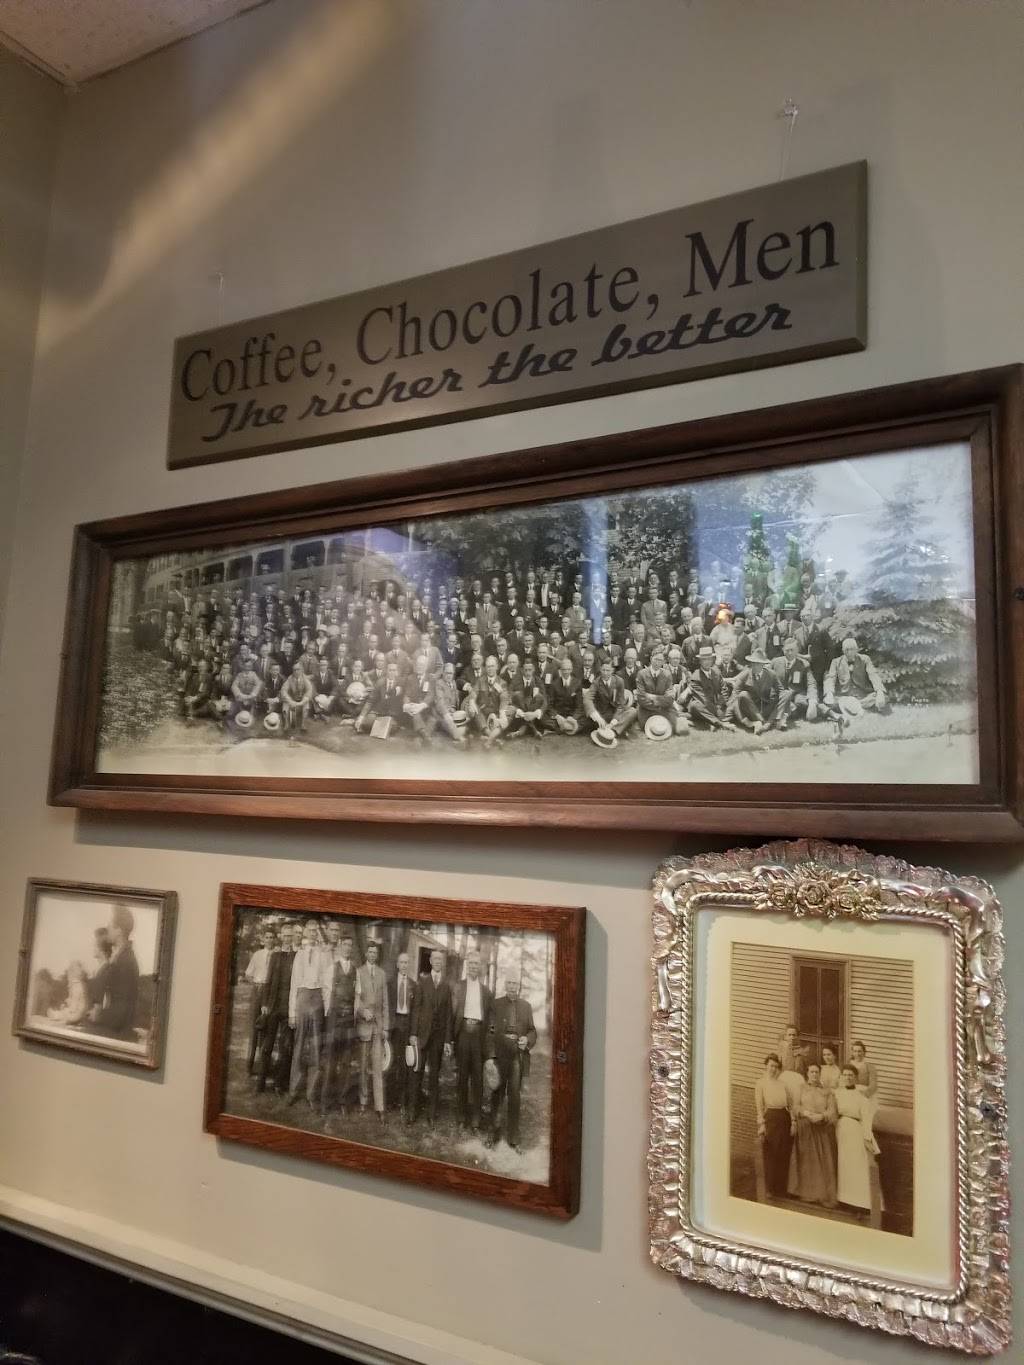 Coffee, Chocolate, Men
The richer the better